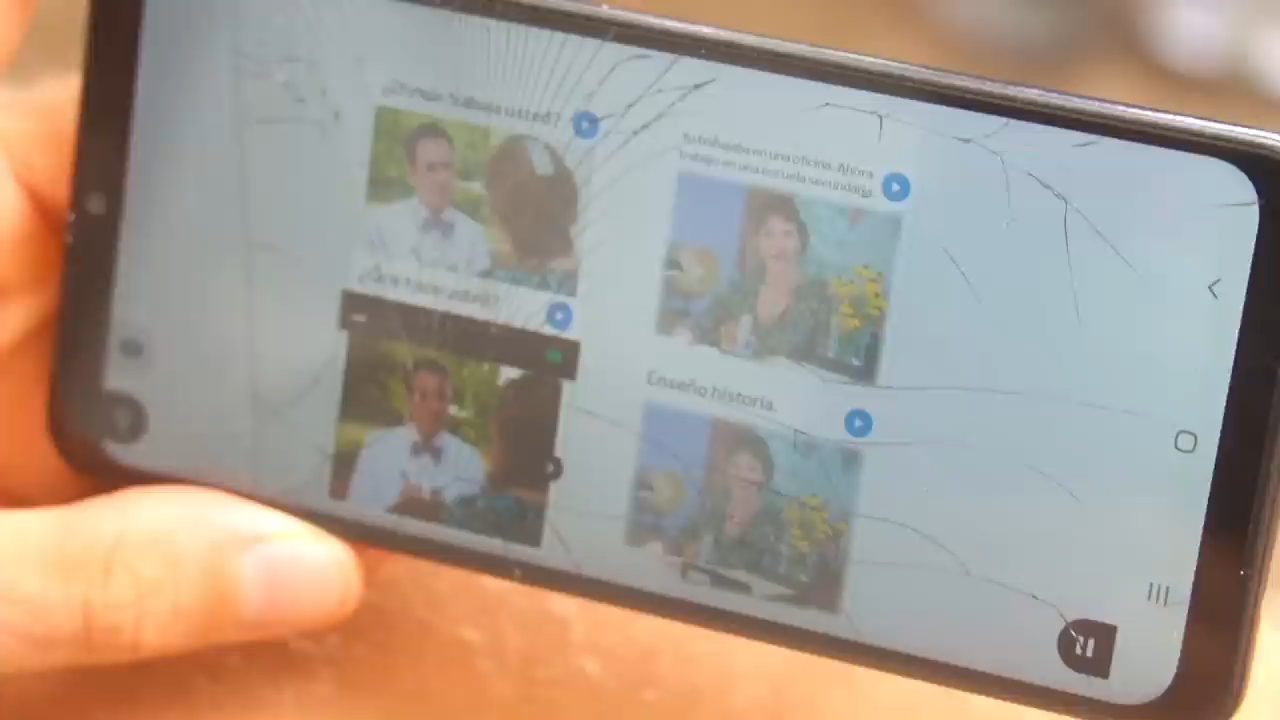 ¿Dónde trabaja usted?
¿Qué hace usted?
Yo trabajaba en una oficina. Ahora
trabajo en una escuela secundaria.
Enseño historia.